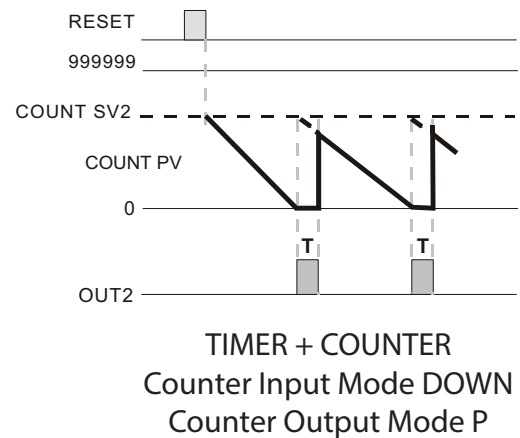 RESET
999999
COUNT SV2
COUNT PV
0
T T
OUT2
TIMER + COUNTER
Counter Input Mode DOWN
Counter Output Mode P